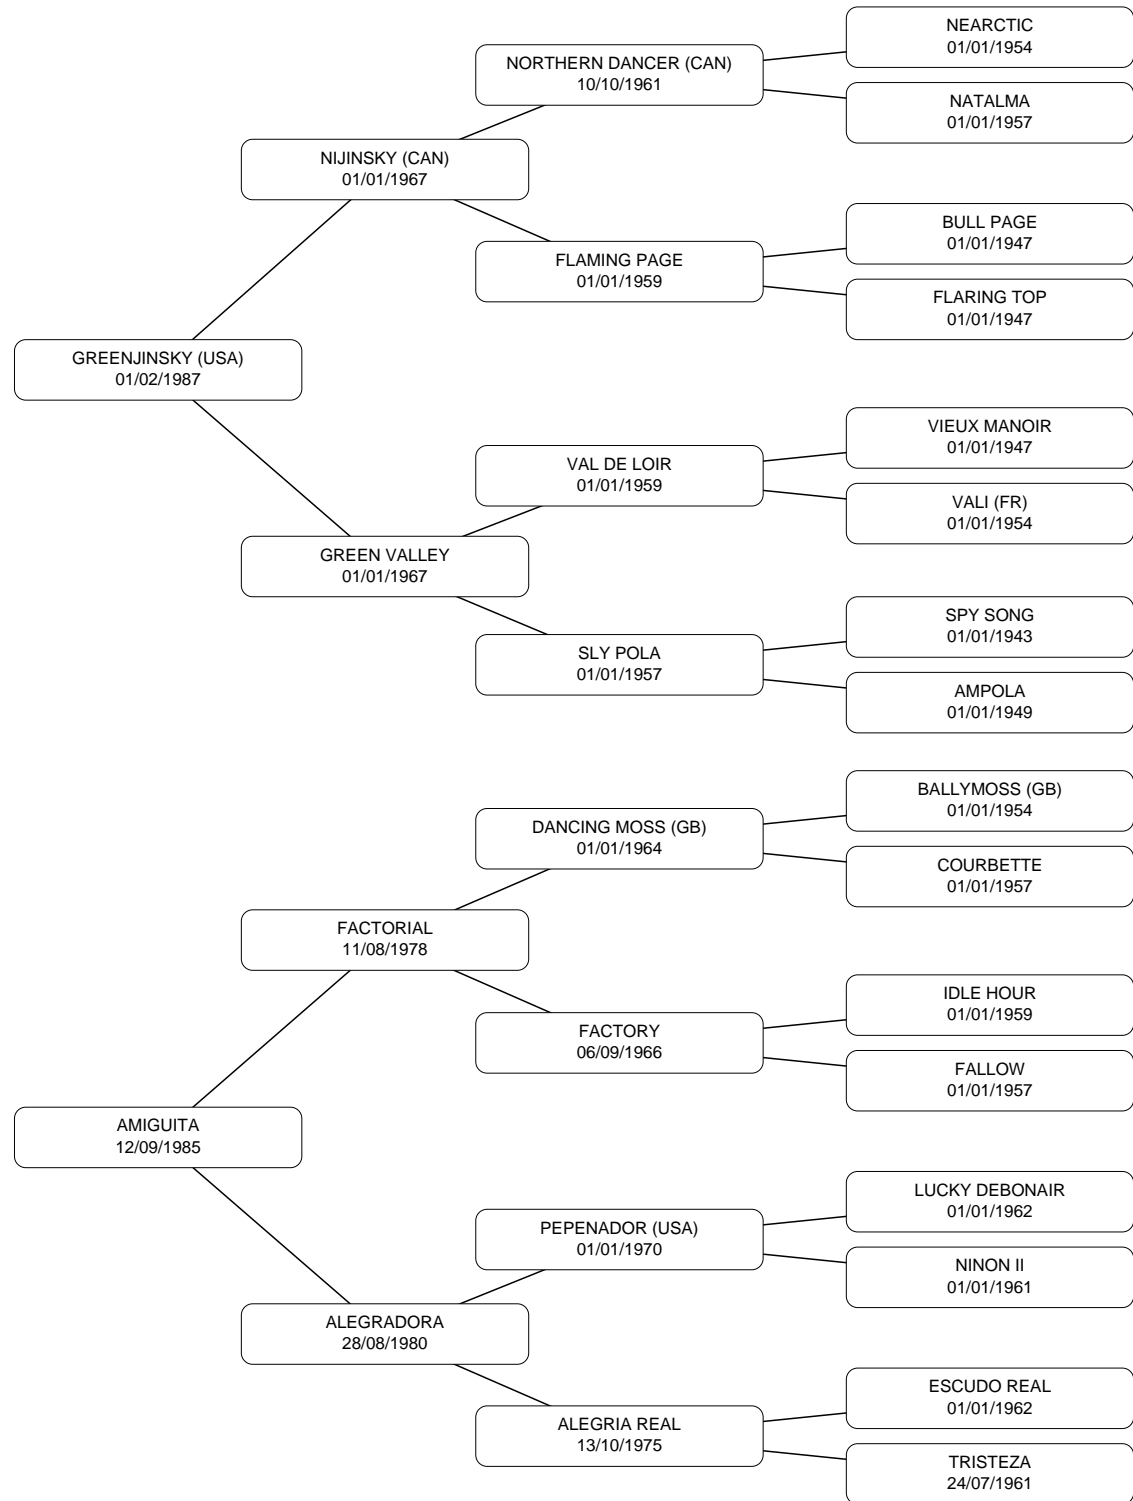 NEARCTIC
01/01/1954
NORTHERN DANCER (CAN)
10/10/1961
NATALMA
01/01/1957
NIJINSKY (CAN)
01/01/1967
BULL PAGE
01/01/1947
FLAMING PAGE
01/01/1959
FLARING TOP
01/01/1947
GREENJINSKY (USA)
01/02/1987
VIEUX MANOIR
01/01/1947
VAL DE LOIR
01/01/1959
VALI (FR)
01/01/1954
GREEN VALLEY
01/01/1967
SPY SONG
01/01/1943
SLY POLA
01/01/1957
AMPOLA
01/01/1949
BALLYMOSS (GB)
01/01/1954
DANCING MOSS (GB)
01/01/1964
COURBETTE
01/01/1957
FACTORIAL
11/08/1978
IDLE HOUR
01/01/1959
FACTORY
06/09/1966
FALLOW
01/01/1957
AMIGUITA
12/09/1985
LUCKY DEBONAIR
01/01/1962
PEPENADOR (USA)
01/01/1970
NINON II
01/01/1961
ALEGRADORA
28/08/1980
ESCUDO REAL
01/01/1962
ALEGRIA REAL
13/10/1975
TRISTEZA
24/07/1961